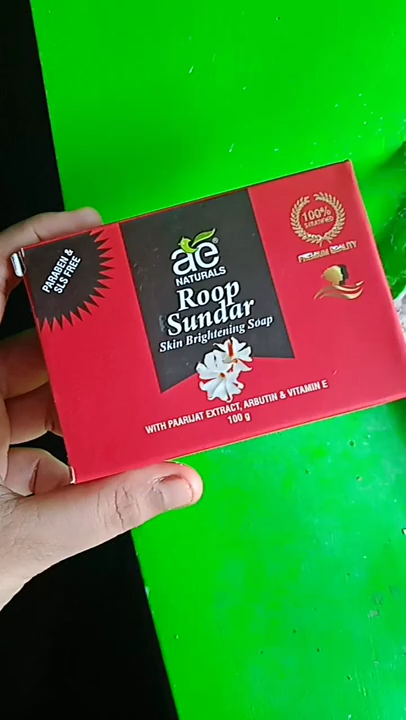 PARABEN &
SLS FREE
ae®
NATURALS
Roop
Sundar
Skin Brightening Soap
WITH PAARIJAT EXTRACT, ARBUTIN & VITAMIN E
100 g
100%
PREMIUM QUALITY